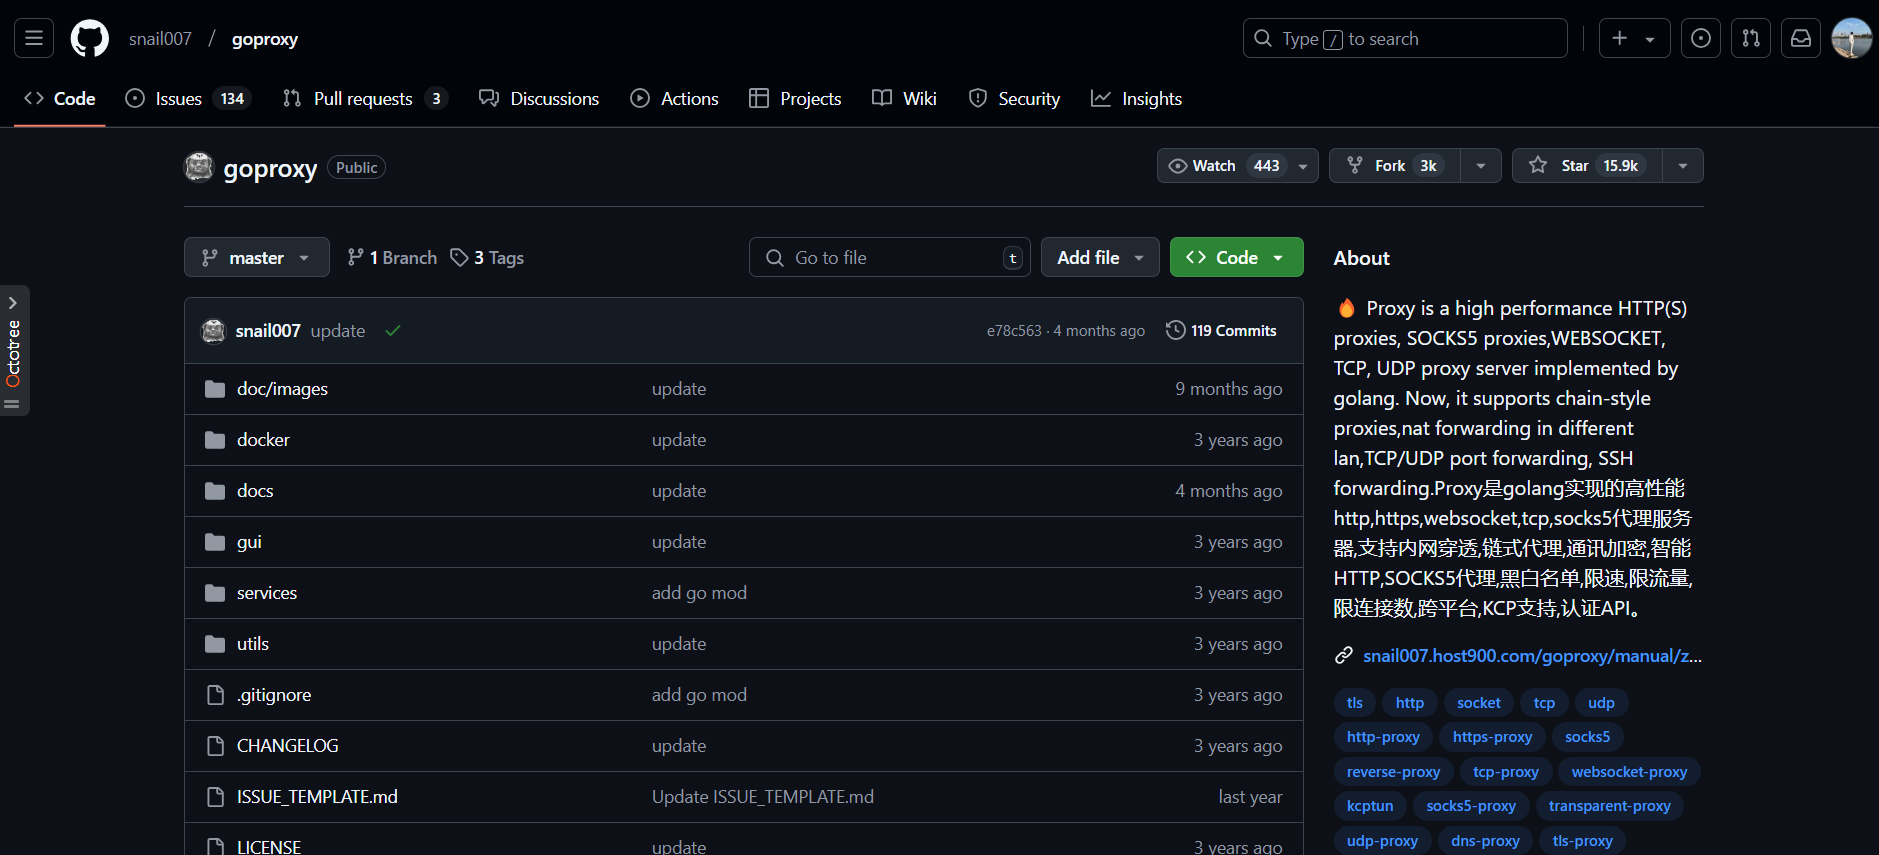 snail007 / goproxy
Type / to search
Code
Issues 134
Pull requests 3
Discussions
Actions
Projects
Wiki
Security
Insights
goproxy Public
Watch 443
Fork 3k
Star 15.9k
master
1 Branch
3 Tags
Go to file t
Add file
Code
Octotree
snail007 update
e78c563 · 4 months ago
119 Commits
doc/images update 9 months ago
docker update 3 years ago
docs update 4 months ago
gui update 3 years ago
services add go mod 3 years ago
utils update 3 years ago
.gitignore add go mod 3 years ago
CHANGELOG update 3 years ago
ISSUE_TEMPLATE.md Update ISSUE_TEMPLATE.md last year
LICENSE update 3 years ago
About
🔥 Proxy is a high performance HTTP(S)
proxies, SOCKS5 proxies,WEBSOCKET,
TCP, UDP proxy server implemented by
golang. Now, it supports chain-style
proxies,nat forwarding in different
lan,TCP/UDP port forwarding, SSH
forwarding.Proxy是golang实现的高性能
http,https,websocket,tcp,socks5代理服务
器,支持内网穿透,链式代理,通讯加密,智能
HTTP,SOCKS5代理,黑白名单,限速,限流量,
限连接数,跨平台,KCP支持,认证API。
snail007.host900.com/goproxy/manual/z...
tls http socket tcp udp
http-proxy https-proxy socks5
reverse-proxy tcp-proxy websocket-proxy
kcptun socks5-proxy transparent-proxy
udp-proxy dns-proxy tls-proxy